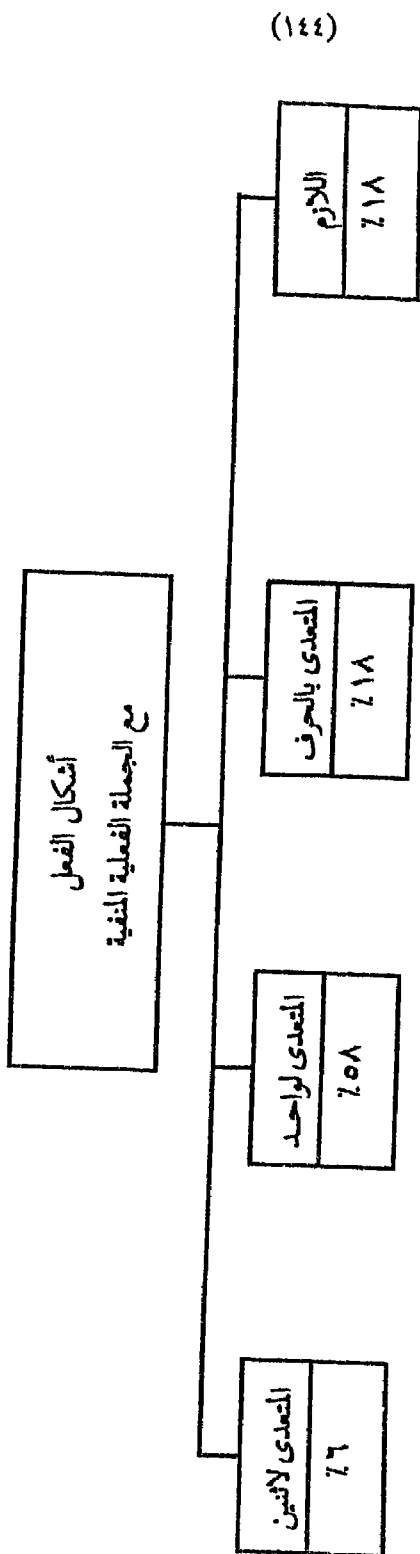 (١٤٤)
أشكال الفعل
مع الجملة الفعلية المنفية
اللازم
٪١٨
المتعدى بالحرف
٪١٨
المتعدى لواحد
٪٥٨
المتعدى لاثنين
٪٦